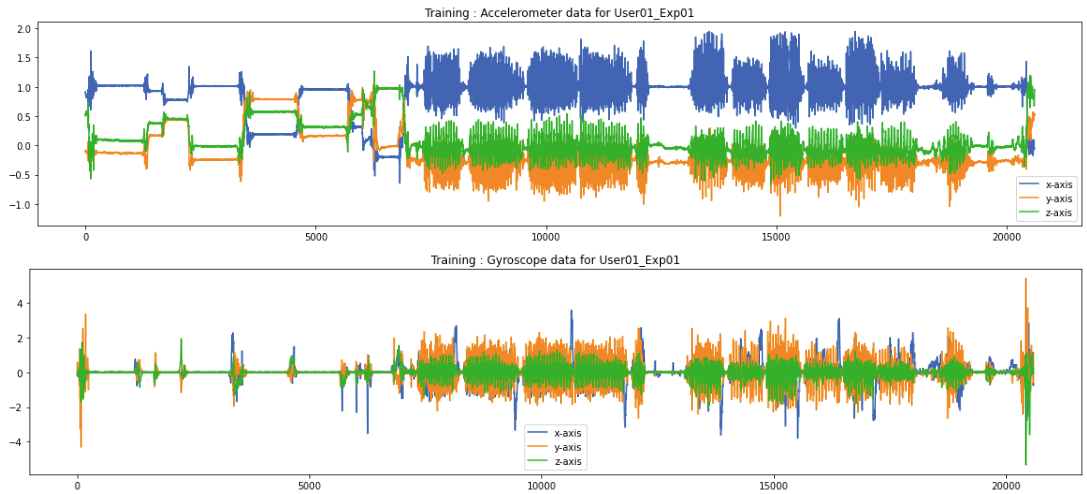 Training : Accelerometer data for User01_Exp01
2.0
1.5
1.0
0.5
0.0
−0.5
−1.0
x-axis
y-axis
z-axis
0 5000 10000 15000 20000
Training : Gyroscope data for User01_Exp01
4
2
0
−2
−4
x-axis
y-axis
z-axis
0 5000 10000 15000 20000